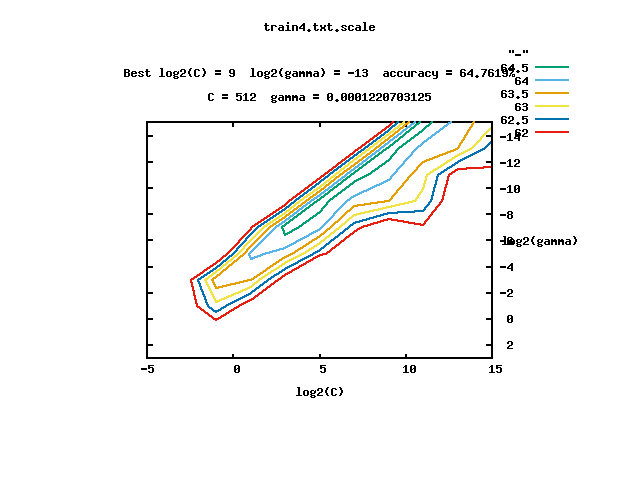 train4.txt.scale
"-"
Best log2(C) = 9 log2(gamma) = -13 accuracy = 64.7619%
64.5
64
C = 512 gamma = 0.0001220703125
63.5
63
62.5
62
-14
-12
-10
-8
-6
log2(gamma)
-4
-2
0
2
-5 0 5 10 15
log2(C)